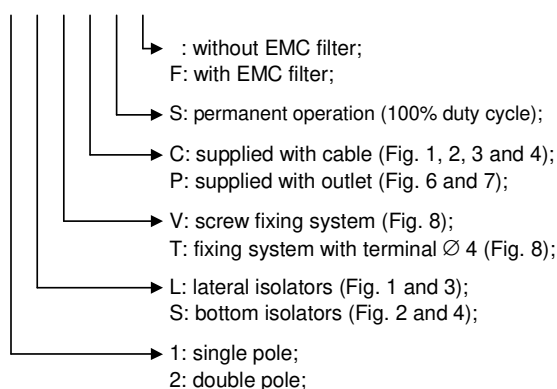 : without EMC filter;
F: with EMC filter;
S: permanent operation (100% duty cycle);
C: supplied with cable (Fig. 1, 2, 3 and 4);
P: supplied with outlet (Fig. 6 and 7);
V: screw fixing system (Fig. 8);
T: fixing system with terminal ∅ 4 (Fig. 8);
L: lateral isolators (Fig. 1 and 3);
S: bottom isolators (Fig. 2 and 4);
1: single pole;
2: double pole;